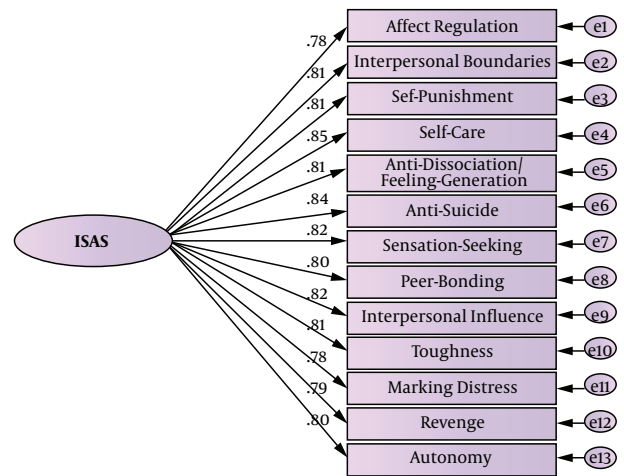 Affect Regulation
e1
.78
Interpersonal Boundaries
e2
.81
Sef-Punishment
e3
.81
Self-Care
e4
.85
Anti-Dissociation/
Feeling-Generation
e5
.81
Anti-Suicide
e6
.84
ISAS
Sensation-Seeking
e7
.82
Peer-Bonding
e8
.80
Interpersonal Influence
e9
.82
Toughness
e10
.81
Marking Distress
e11
.78
Revenge
e12
.79
Autonomy
e13
.80